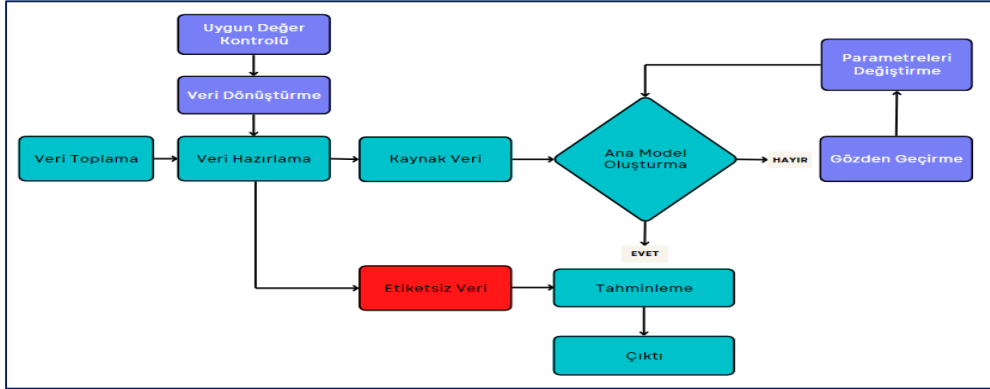 Uygun Değer
Kontrolü
Parametreleri
Değiştirme
Veri Dönüştürme
Veri Toplama
Veri Hazırlama
Kaynak Veri
Ana Model
Oluşturma
HAYIR
Gözden Geçirme
EVET
Etiketsiz Veri
Tahminleme
Çıktı